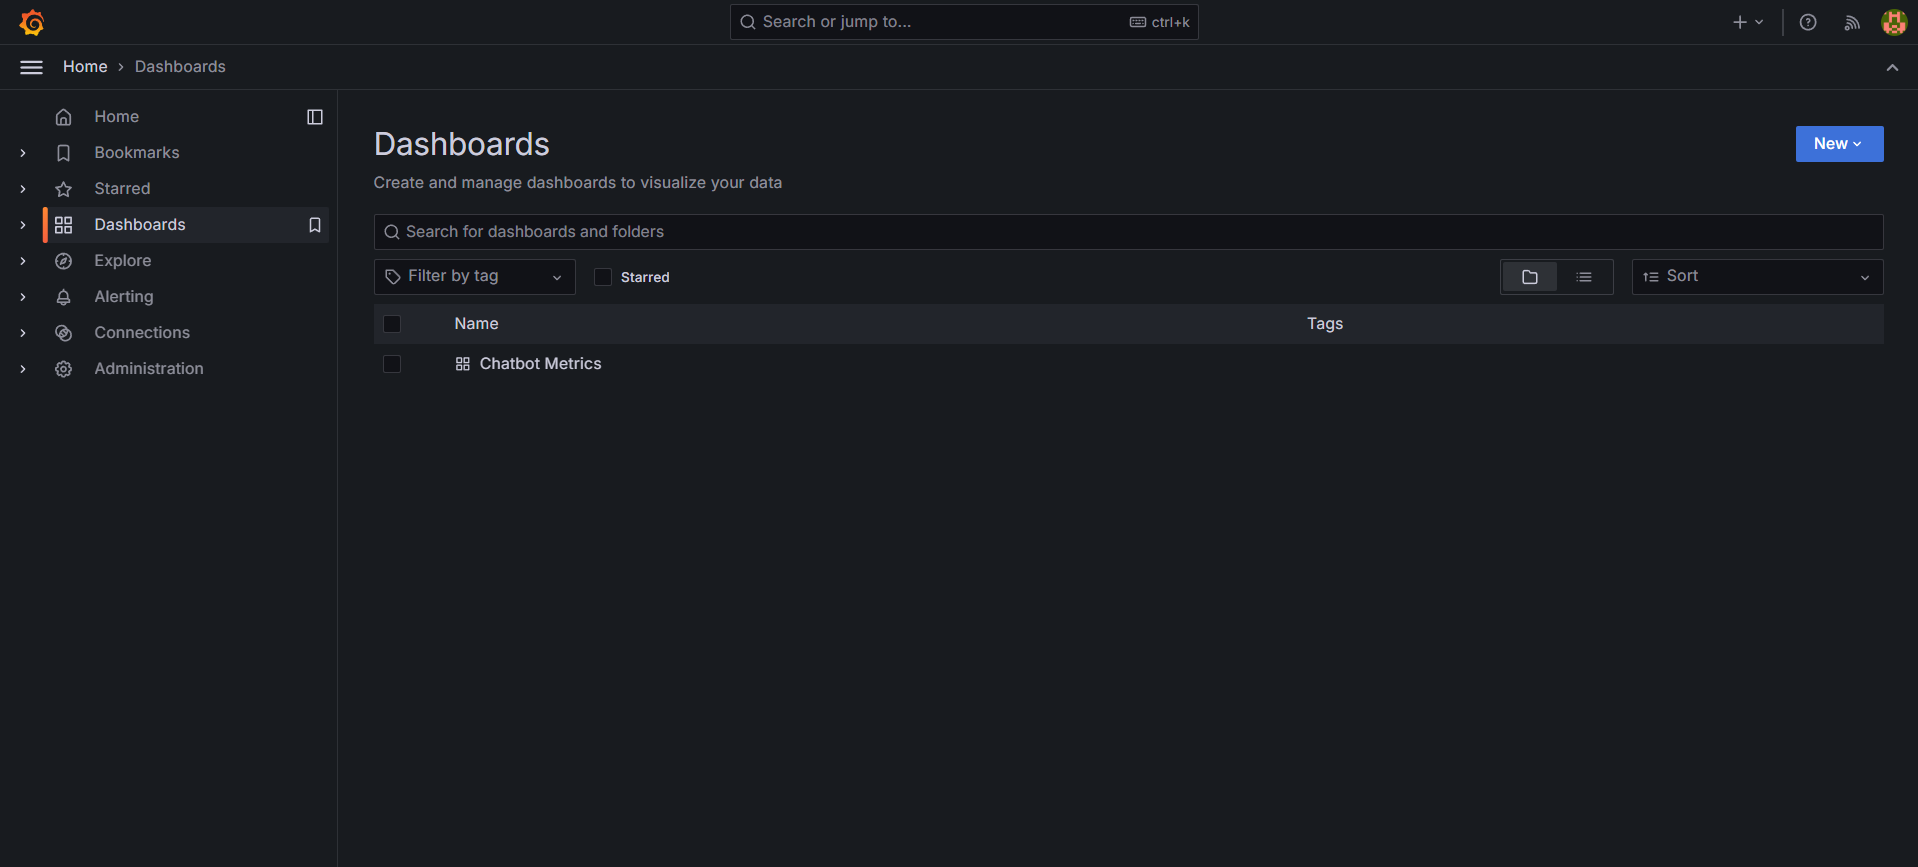 Search or jump to...
ctrl+k
Home
Dashboards
Home
Bookmarks
Starred
Dashboards
Explore
Alerting
Connections
Administration
Dashboards
New
Create and manage dashboards to visualize your data
Search for dashboards and folders
Filter by tag
Starred
Sort
Name
Tags
Chatbot Metrics